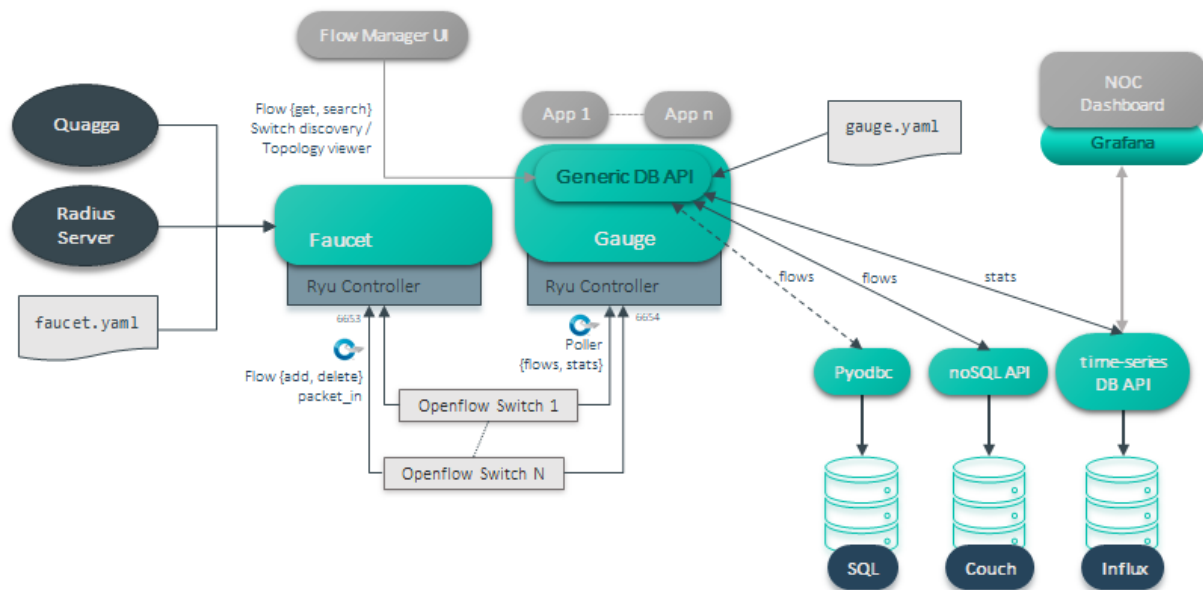 Flow Manager UI
Quagga
Radius
Server
faucet.yaml
Flow {get, search}
Switch discovery /
Topology viewer
App 1
App n
gauge.yaml
NOC
Dashboard
Grafana
Generic DB API
Faucet
Gauge
Ryu Controller
Ryu Controller
6653
6654
Flow {add, delete}
packet_in
Poller
{flows, stats}
Openflow Switch 1
Openflow Switch N
flows
flows
stats
Pyodbc
noSQL API
time-series
DB API
SQL
Couch
Influx